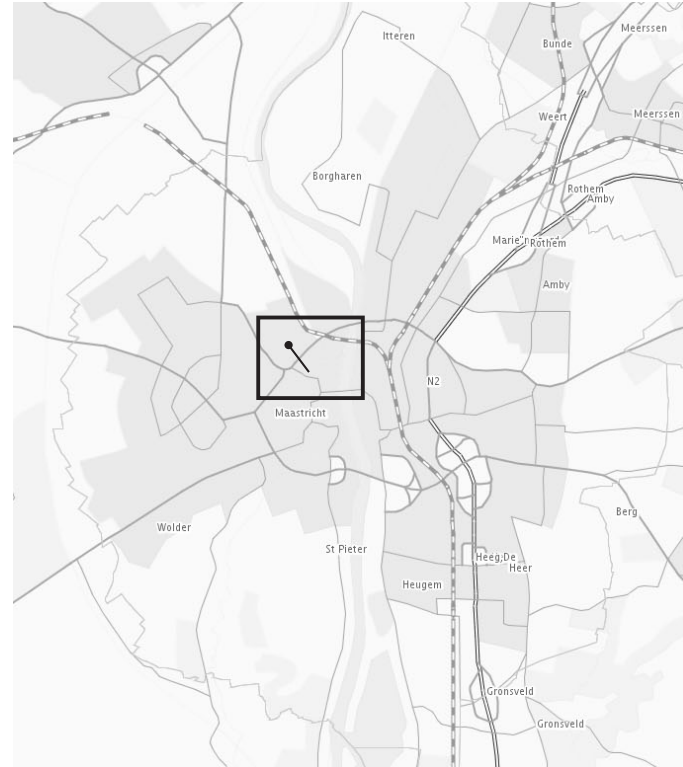 Meerssen
Itteren
Bunde
Weert
Meerssen
Borgharen
Rothem
Amby
Rothem
Amby
N2
Maastricht
Berg
Wolder
St Pieter
Heeg;De
Heer
Heugem
Gronsveld
Gronsveld